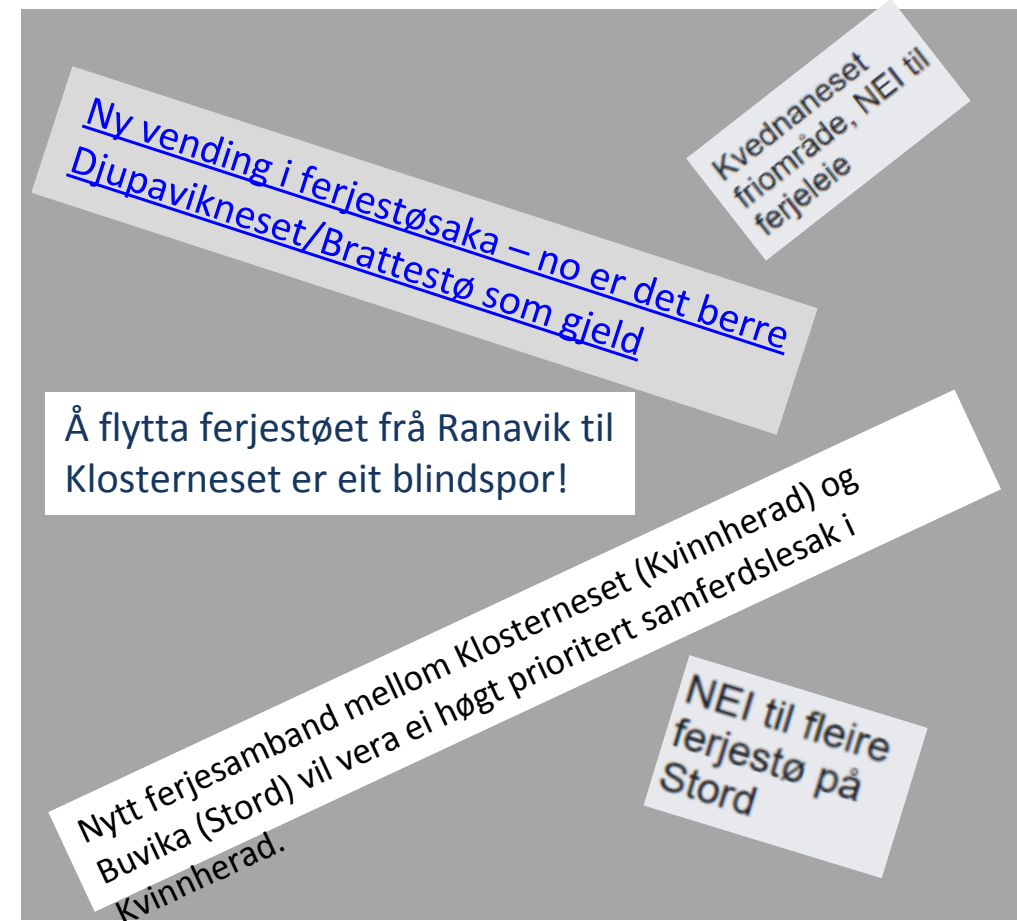 Kvednaneset
friområde, NEI til
ferjeleie
Ny vending i ferjestøsaka – no er det berre
Djupavikneset/Brattestø som gjeld
Å flytta ferjestøet frå Ranavik til
Klosterneset er eit blindspor!
Nytt ferjesamband mellom Klosterneset (Kvinnherad) og
Buvika (Stord) vil vera ei høgt prioritert samferdslesak i
Kvinnherad.
NEI til fleire
ferjestø på
Stord